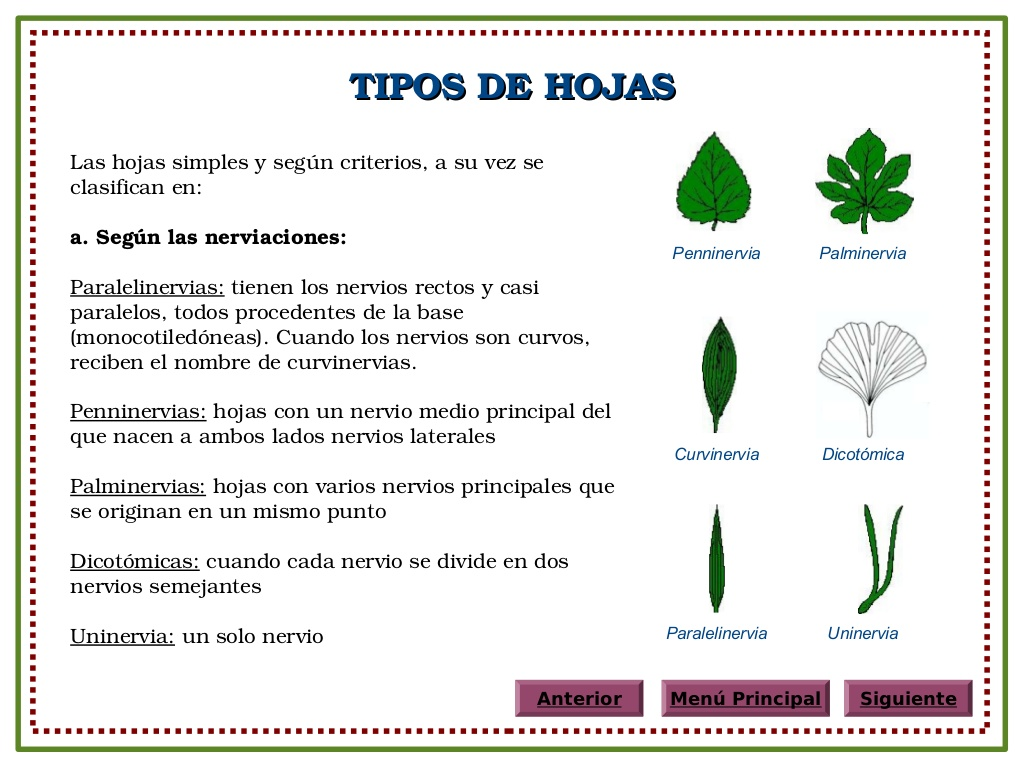 TIPOS DE HOJAS
Las hojas simples y según criterios, a su vez se
clasifican en:
a. Según las nerviaciones:
Paralelinervias: tienen los nervios rectos y casi
paralelos, todos procedentes de la base
(monocotiledóneas). Cuando los nervios son curvos,
reciben el nombre de curvinervias.
Penninervias: hojas con un nervio medio principal del
que nacen a ambos lados nervios laterales
Palminervias: hojas con varios nervios principales que
se originan en un mismo punto
Dicotómicas: cuando cada nervio se divide en dos
nervios semejantes
Uninervia: un solo nervio
Penninervia
Palminervia
Curvinervia
Dicotómica
Paralelinervia
Uninervia
Anterior
Menú Principal
Siguiente